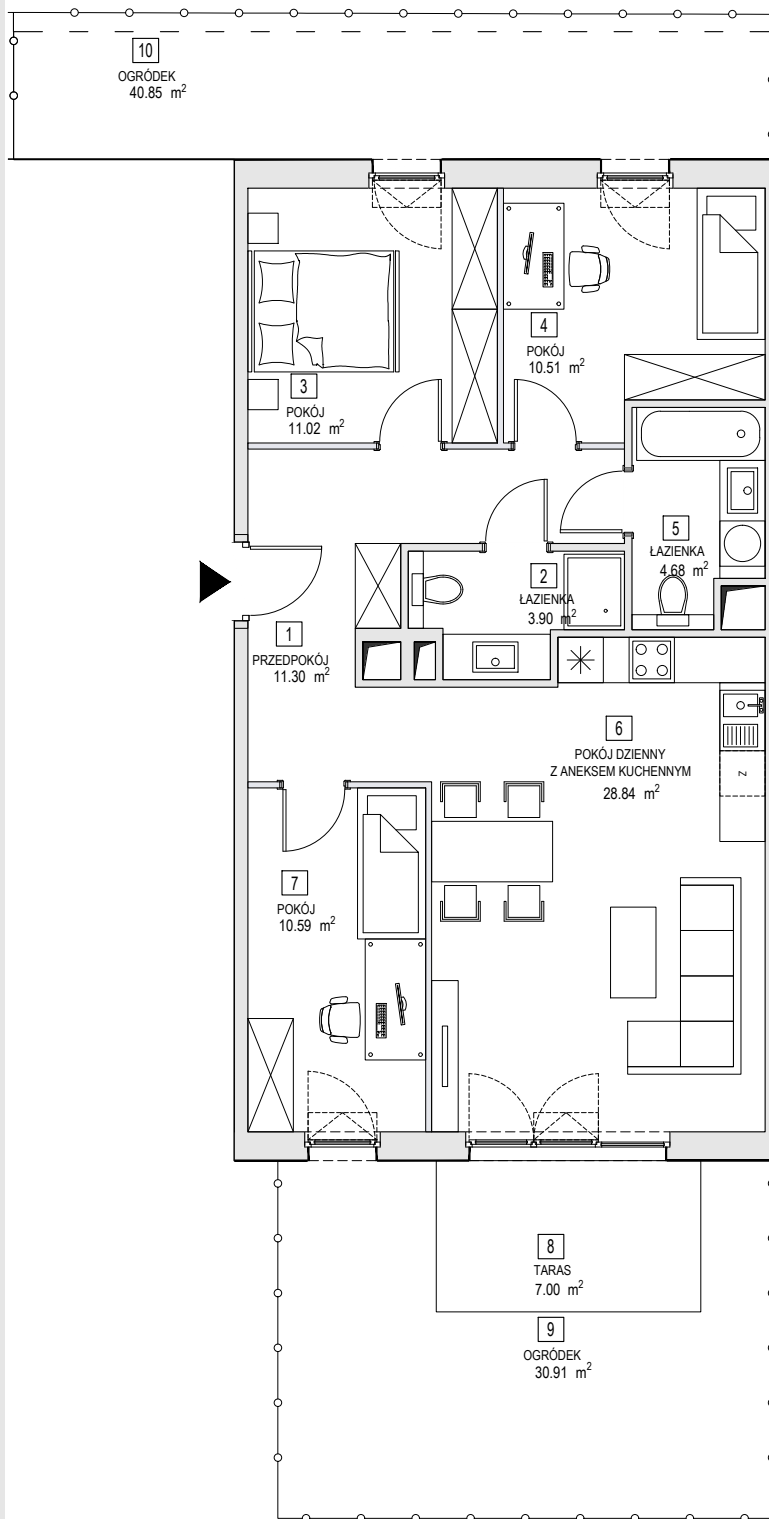 10
OGRÓDEK
40.85 m²
4
POKÓJ
10.51 m²
3
POKÓJ
11.02 m²
5
ŁAZIENKA
4.68 m²
2
ŁAZIENKA
3.90 m²
1
PRZEDPOKÓJ
11.30 m²
6
POKÓJ DZIENNY
Z ANEKSEM KUCHENNYM
28.84 m²
Z
7
POKÓJ
10.59 m²
8
TARAS
7.00 m²
9
OGRÓDEK
30.91 m²